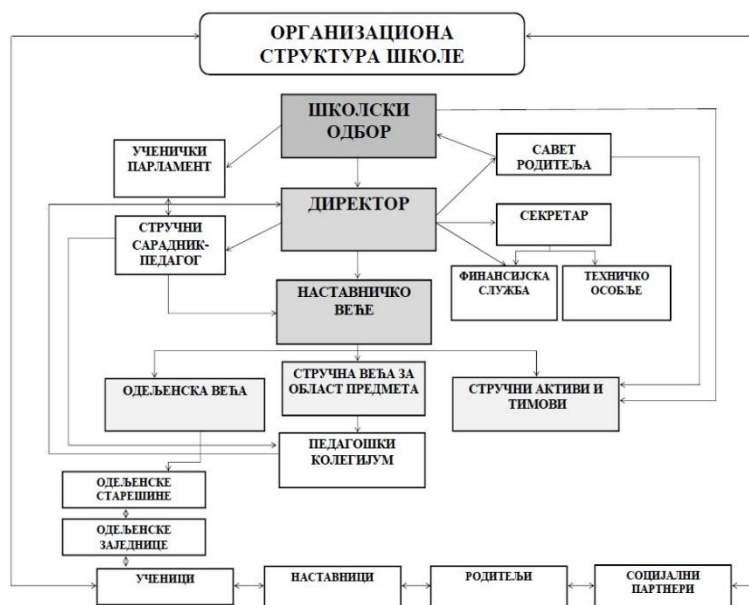 ОРГАНИЗАЦИОНА
СТРУКТУРА ШКОЛЕ
ШКОЛСКИ
ОДБОР
УЧЕНИЧКИ
ПАРЛАМЕНТ
САВЕТ
РОДИТЕЉА
ДИРЕКТОР
СЕКРЕТАР
СТРУЧНИ
САРАДНИК-
ПЕДАГОГ
ФИНАНСИЈСКА
СЛУЖБА
ТЕХНИЧКО
ОСОБЉЕ
НАСТАВНИЧКО
ВЕЋЕ
ОДЕЉЕНСКА ВЕЋА
СТРУЧНА ВЕЋА ЗА
ОБЛАСТ ПРЕДМЕТА
СТРУЧНИ АКТИВИ И
ТИМОВИ
ПЕДАГОШКИ
КОЛЕГИЈУМ
ОДЕЉЕНСКЕ
СТАРЕШИНЕ
ОДЕЉЕНСКЕ
ЗАЈЕДНИЦЕ
УЧЕНИЦИ
НАСТАВНИЦИ
РОДИТЕЉИ
СОЦИЈАЛНИ
ПАРТНЕРИ